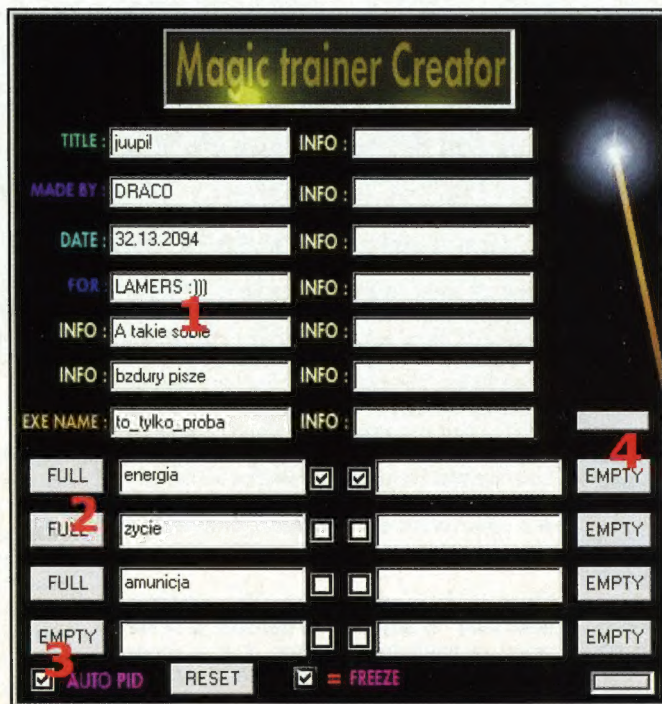 Magic trainer Creator
TITLE : juupi! INFO :
MADE BY : DRACO INFO :
DATE : 32.13.2094 INFO :
FOR LAMERS :))) INFO :
1
INFO : A takie sobie INFO :
INFO : bzdury pisze INFO :
EXE NAME : to_tylko_proba INFO :
4
FULL energia EMPTY
2
FULL zycie EMPTY
FULL amunicja EMPTY
EMPTY EMPTY
3
AUTO PID RESET = FREEZE